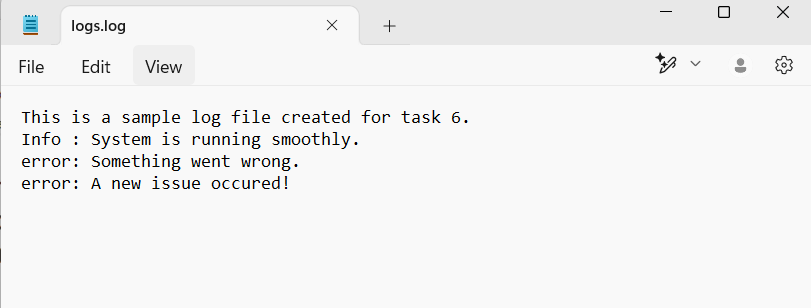 logs.log
File Edit View
This is a sample log file created for task 6.
Info : System is running smoothly.
error: Something went wrong.
error: A new issue occured!